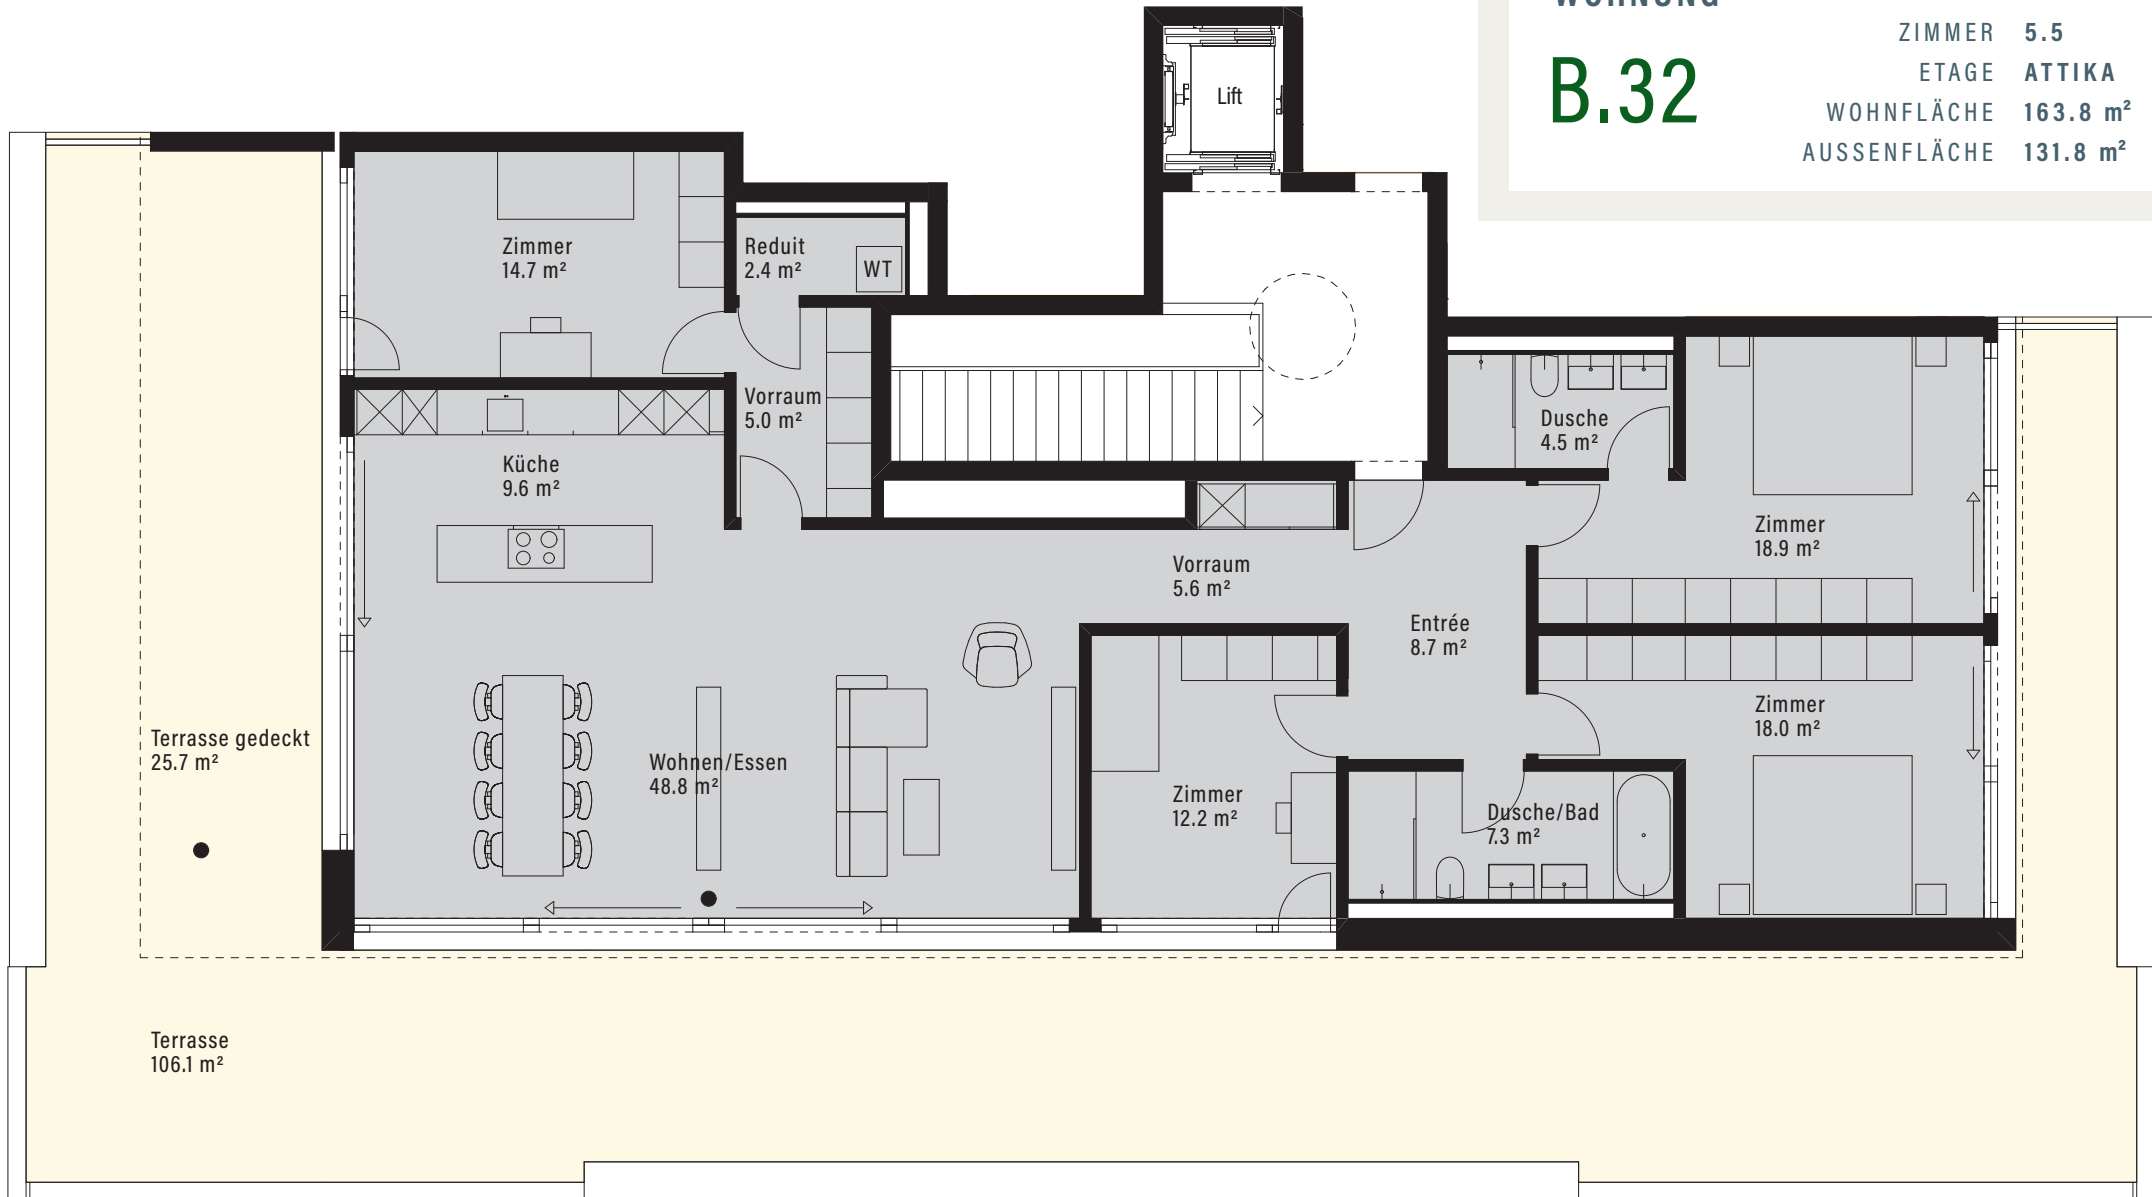 WOHNUNG
B.32
ZIMMER 5.5
ETAGE ATTIKA
WOHNFLÄCHE 163.8 m²
AUSSENFLÄCHE 131.8 m²
Lift
Zimmer
14.7 m²
Reduit
2.4 m²
WT
Vorraum
5.0 m²
Küche
9.6 m²
Dusche
4.5 m²
Zimmer
18.9 m²
Vorraum
5.6 m²
Entrée
8.7 m²
Zimmer
18.0 m²
Terrasse gedeckt
25.7 m²
Wohnen/Essen
48.8 m²
Zimmer
12.2 m²
Dusche/Bad
7.3 m²
Terrasse
106.1 m²